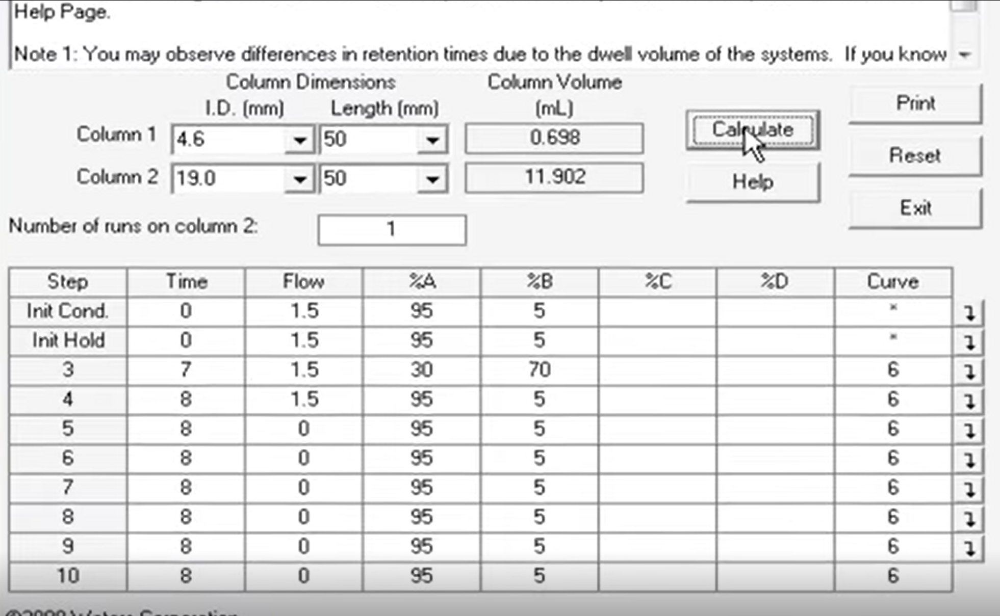 Help Page.
Note 1: You may observe differences in retention times due to the dwell volume of the systems.  If you know
Column Dimensions Column Volume
I.D. (mm) Length (mm) (mL)
Column 1 4.6 50 0.698
Column 2 19.0 50 11.902
Calculate
Help
Print
Reset
Exit
Number of runs on column 2: 1
Step Time Flow %A %B %C %D Curve
Init Cond. 0 1.5 95 5 *
Init Hold 0 1.5 95 5 *
3 7 1.5 30 70 6
4 8 1.5 95 5 6
5 8 0 95 5 6
6 8 0 95 5 6
7 8 0 95 5 6
8 8 0 95 5 6
9 8 0 95 5 6
10 8 0 95 5 6
Waters Corporation